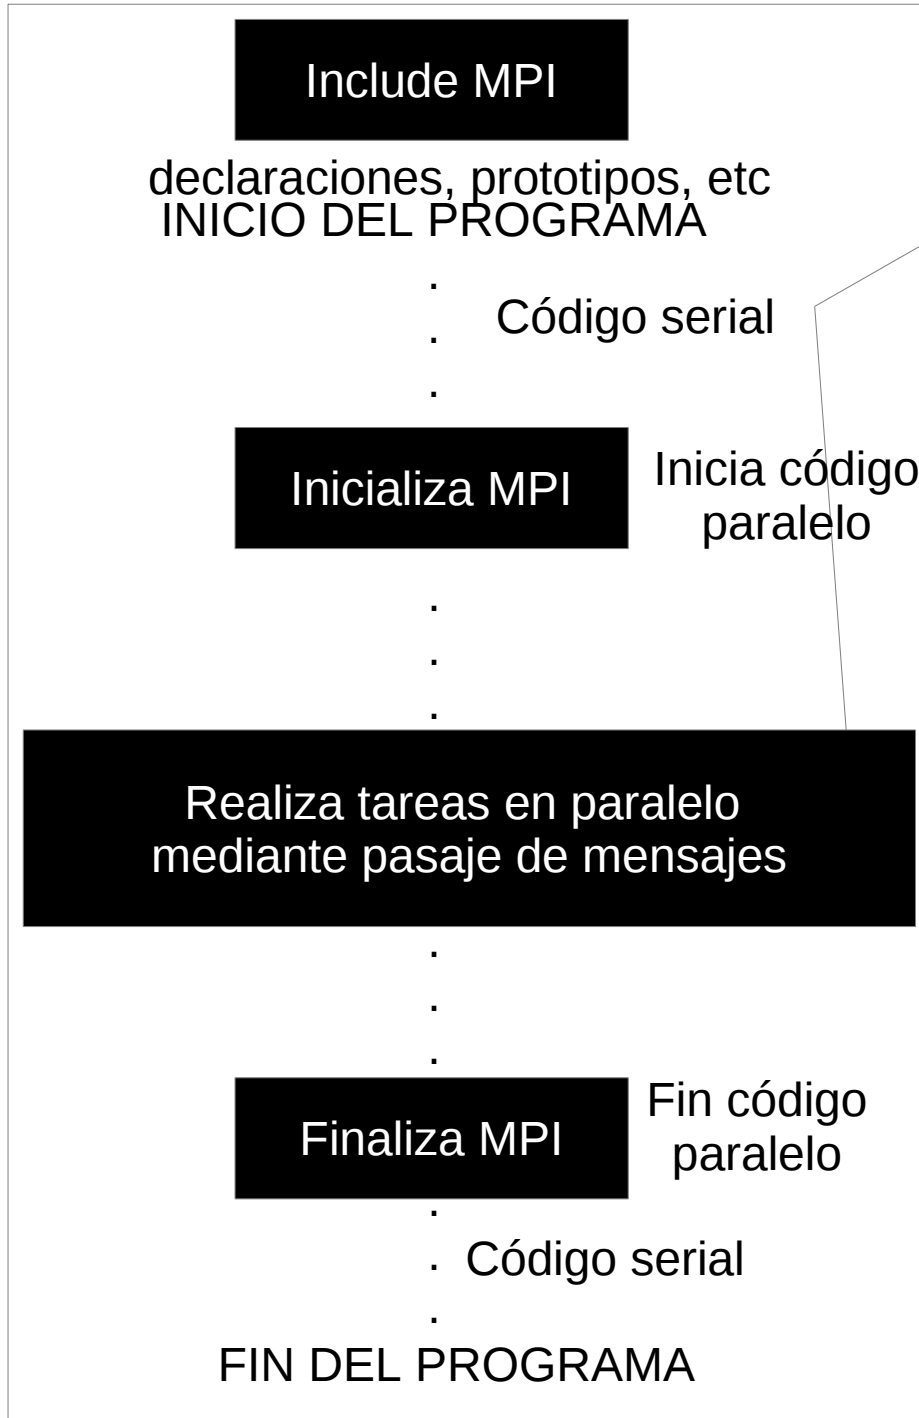 Include MPI
declaraciones, prototipos, etc
INICIO DEL PROGRAMA
.
. Código serial
.
Inicializa MPI
Inicia código
paralelo
.
.
.
Realiza tareas en paralelo
mediante pasaje de mensajes
.
.
.
Finaliza MPI
Fin código
paralelo
.
. Código serial
.
FIN DEL PROGRAMA